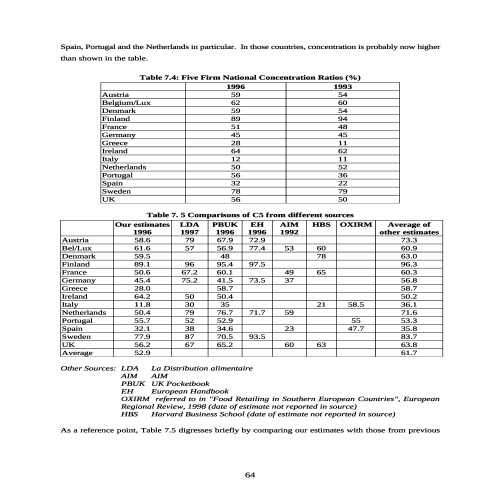 Spain, Portugal and the Netherlands in particular. In those countries, concentration is probably now higher
than shown in the table.
Table 7.4: Five Firm National Concentration Ratios (%)
1996 1993
Austria 59 54
Belgium/Lux 62 60
Denmark 59 54
Finland 89 94
France 51 48
Germany 45 45
Greece 28 11
Ireland 64 62
Italy 12 11
Netherlands 50 52
Portugal 56 36
Spain 32 22
Sweden 78 79
UK 56 50
Table 7. 5 Comparisons of C5 from different sources
Our estimates LDA PBUK EH AIM HBS OXIRM Average of
1996 1997 1996 1996 1992 other estimates
Austria 58.6 79 67.9 72.9 73.3
Bel/Lux 61.6 57 56.9 77.4 53 60 60.9
Denmark 59.5 48 78 63.0
Finland 89.1 96 95.4 97.5 96.3
France 50.6 67.2 60.1 49 65 60.3
Germany 45.4 75.2 41.5 73.5 37 56.8
Greece 28.0 58.7 58.7
Ireland 64.2 50 50.4 50.2
Italy 11.8 30 35 21 58.5 36.1
Netherlands 50.4 79 76.7 71.7 59 71.6
Portugal 55.7 52 52.9 55 53.3
Spain 32.1 38 34.6 23 47.7 35.8
Sweden 77.9 87 70.5 93.5 83.7
UK 56.2 67 65.2 60 63 63.8
Average 52.9 61.7
Other Sources: LDA La Distribution alimentaire
AIM AIM
PBUK UK Pocketbook
EH European Handbook
OXIRM referred to in "Food Retailing in Southern European Countries", European
Regional Review, 1998 (date of estimate not reported in source)
HBS Harvard Business School (date of estimate not reported in source)
As a reference point, Table 7.5 digresses briefly by comparing our estimates with those from previous
64